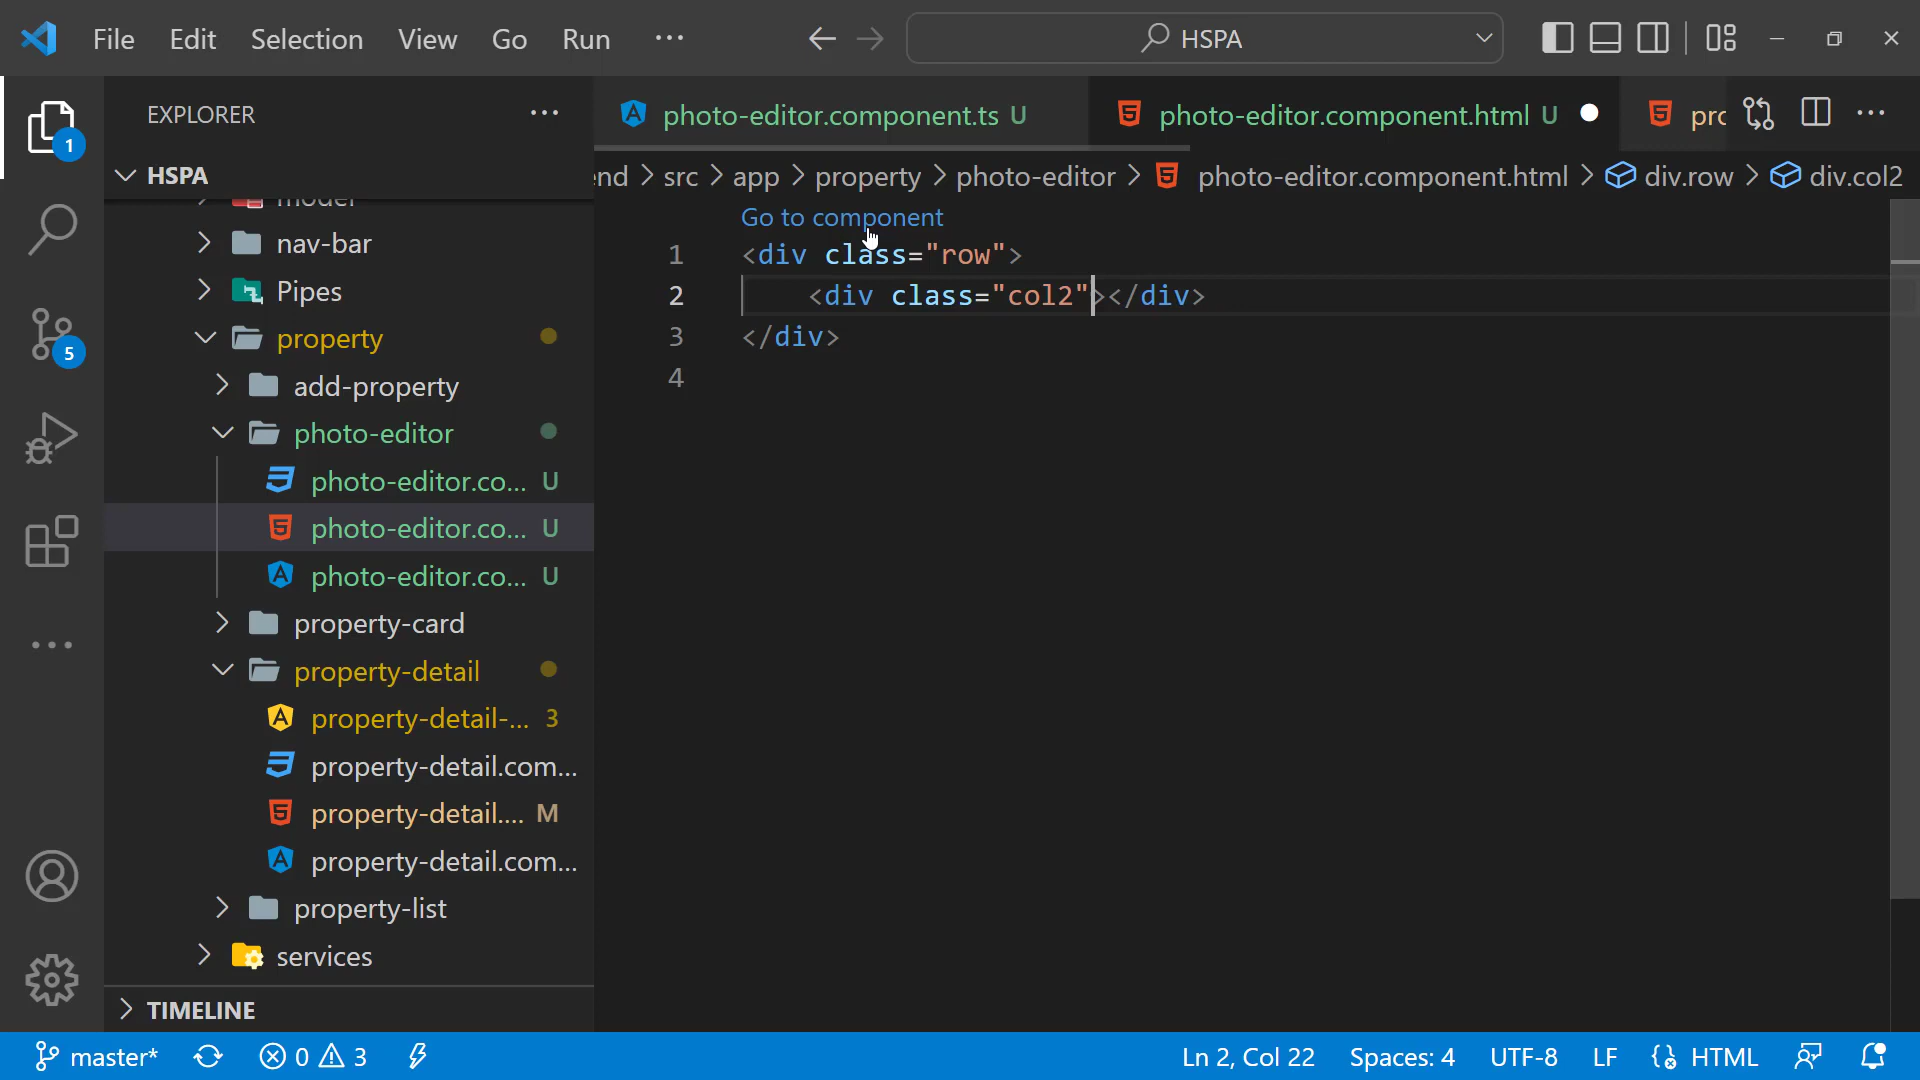 File Edit Selection View Go Run ··· HSPA
EXPLORER ···
photo-editor.component.ts U photo-editor.component.html U prc ···
HSPA
end > src > app > property > photo-editor > photo-editor.component.html > div.row > div.col2
model
nav-bar
Pipes
property
add-property
photo-editor
photo-editor.co... U
photo-editor.co... U
photo-editor.co... U
property-card
property-detail
property-detail-... 3
property-detail.com...
property-detail.... M
property-detail.com...
property-list
services
TIMELINE
1
5
Go to component
1 <div class="row">
2 <div class="col2"></div>
3 </div>
4
master* 0 3 Ln 2, Col 22 Spaces: 4 UTF-8 LF HTML